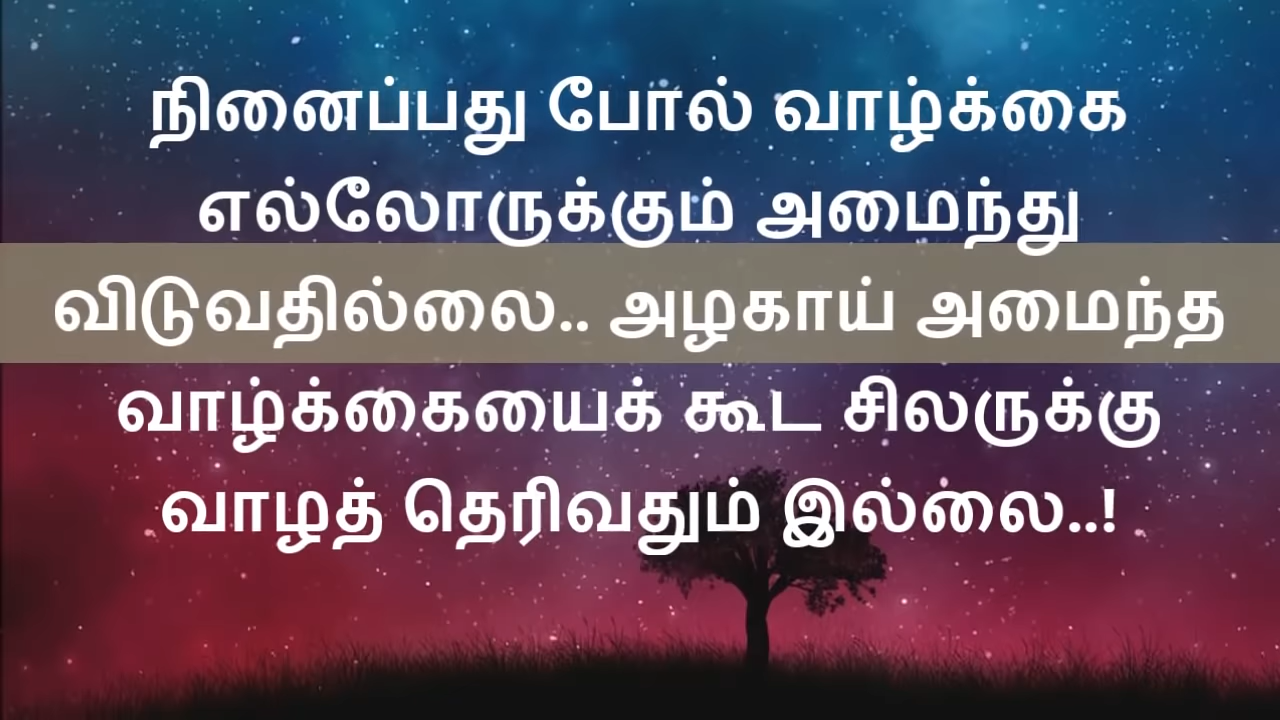 நினைப்பது போல் வாழ்க்கை
எல்லோருக்கும் அமைந்து
விடுவதில்லை.. அழகாய் அமைந்த
வாழ்க்கையைக் கூட சிலருக்கு
வாழத் தெரிவதும் இல்லை..!